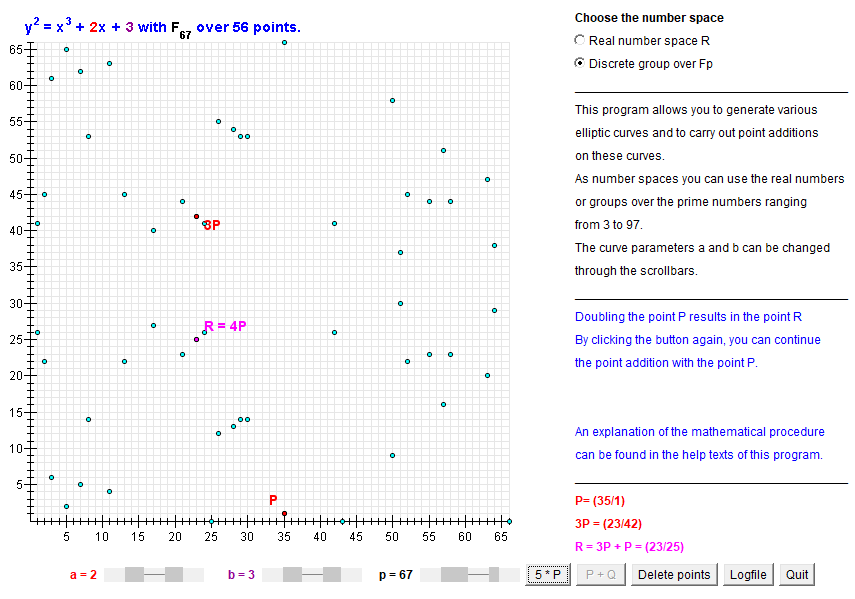 y² = x³ + 2x + 3 with F₆₇ over 56 points.
Choose the number space
Real number space R
Discrete group over Fp
This program allows you to generate various
elliptic curves and to carry out point additions
on these curves.
As number spaces you can use the real numbers
or groups over the prime numbers ranging
from 3 to 97.
The curve parameters a and b can be changed
through the scrollbars.
Doubling the point P results in the point R
By clicking the button again, you can continue
the point addition with the point P.
An explanation of the mathematical procedure
can be found in the help texts of this program.
P= (35/1)
3P = (23/42)
R = 3P + P = (23/25)
65
60
55
50
45
40
3P
35
30
R = 4P
25
20
15
10
5
P
5 10 15 20 25 30 35 40 45 50 55 60 65
a = 2 b = 3 p = 67 5 * P P + Q Delete points Logfile Quit